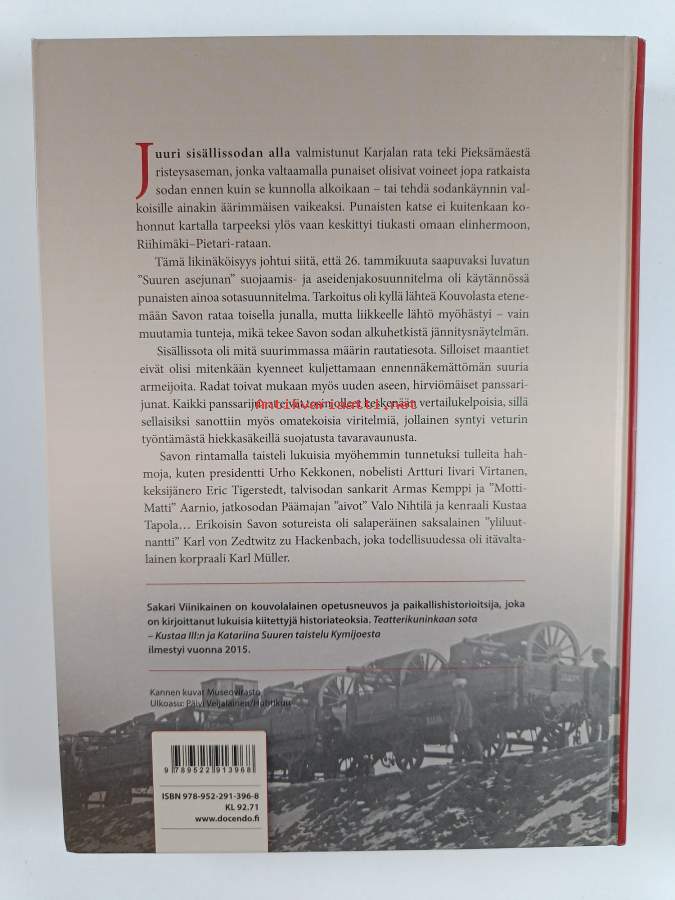 Juuri sisällissodan alla valmistunut Karjalan rata teki Pieksämäestä
risteysaseman, jonka valtaamalla punaiset olisivat voineet jopa ratkaista
sodan ennen kuin se kunnolla alkoikaan – tai tehdä sodankäynnin val-
koisille ainakin äärimmäisen vaikeaksi. Punaisten katse ei kuitenkaan ko-
honnut kartalla tarpeeksi ylös vaan keskittyi tiukasti omaan elinhermoon,
Riihimäki–Pietari-rataan.
Tämä likinäköisyys johtui siitä, että 26. tammikuuta saapuvaksi luvatun
"Suuren asejunan" suojaamis- ja aseidenjakosuunnitelma oli käytännössä
punaisten ainoa sotasuunnitelma. Tarkoitus oli kyllä lähteä Kouvolasta etene-
mään Savon rataa toisella junalla, mutta liikkeelle lähtö myöhästyi – vain
muutamia tunteja, mikä tekee Savon sodan alkuhetkistä jännitysnäytelmän.
Sisällissota oli mitä suurimmassa määrin rautatiesota. Silloiset maantiet
eivät olisi mitenkään kyenneet kuljettamaan ennennäkemättömän suuria
armeijoita. Radat toivat mukaan myös uuden aseen, hirviömäiset panssari-
junat. Kaikki panssarijunat eivät toisin olleet keskenään vertailukelpoisia, sillä
sellaisiksi sanottiin myös omatekoisia viritelmiä, jollainen syntyi veturin
työntämästä hiekkasäkeillä suojatusta tavaravaunusta.
Savon rintamalla taisteli lukuisia myöhemmin tunnetuksi tulleita hah-
moja, kuten presidentti Urho Kekkonen, nobelisti Artturi Iivari Virtanen,
keksijänero Eric Tigerstedt, talvisodan sankarit Armas Kemppi ja "Motti-
Matti" Aarnio, jatkosodan Päämajan "aivot" Valo Nihtilä ja kenraali Kustaa
Tapola… Erikoisin Savon sotureista oli salaperäinen saksalainen "yliluut-
nantti" Karl von Zedtwitz zu Hackenbach, joka todellisuudessa oli itävalta-
lainen korpraali Karl Müller.
Sakari Viinikainen on kouvolalainen opetusneuvos ja paikallishistorioitsija, joka
on kirjoittanut lukuisia kiitettyjä historiateoksia. Teatterikuninkaan sota
– Kustaa III:n ja Katariina Suuren taistelu Kymijoesta
ilmestyi vuonna 2015.
Kannen kuvat Museovirasto
Ulkoasu: Päivi Veijalainen/Hohtkuu
9 789522 913968
ISBN 978-952-291-396-8
KL 92.71
www.docendo.fi
Antikvariaatti.net